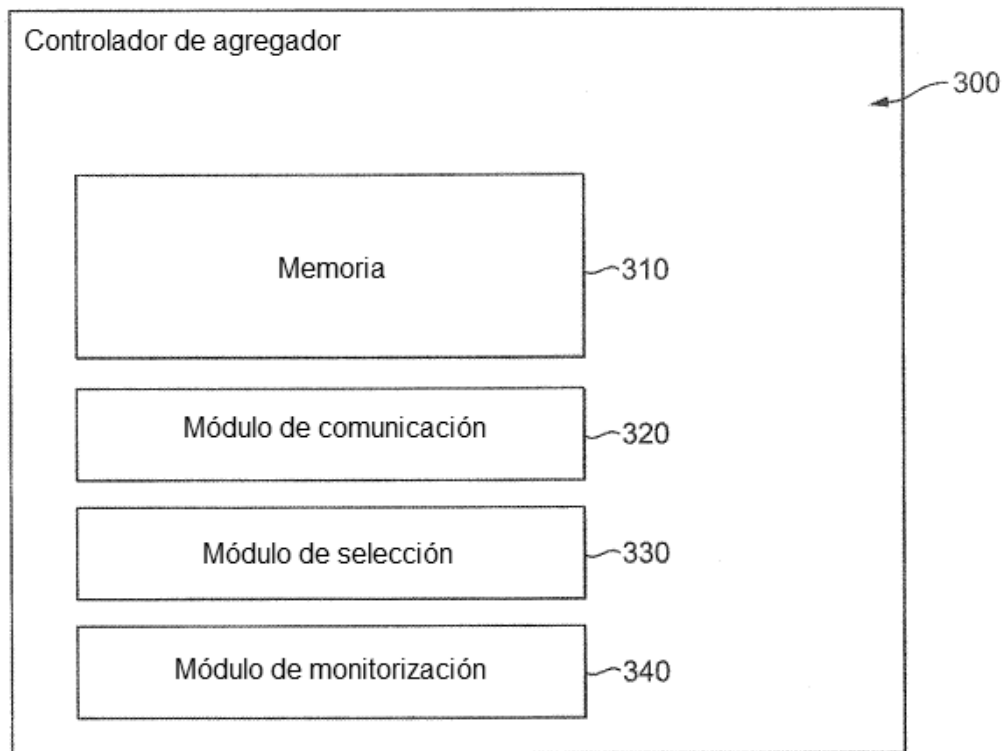 Controlador de agregador
300
Memoria
310
Módulo de comunicación
320
Módulo de selección
330
Módulo de monitorización
340